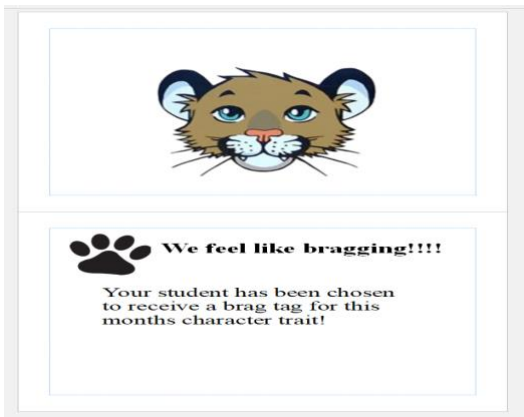 We feel like bragging!!!!
Your student has been chosen
to receive a brag tag for this
months character trait!